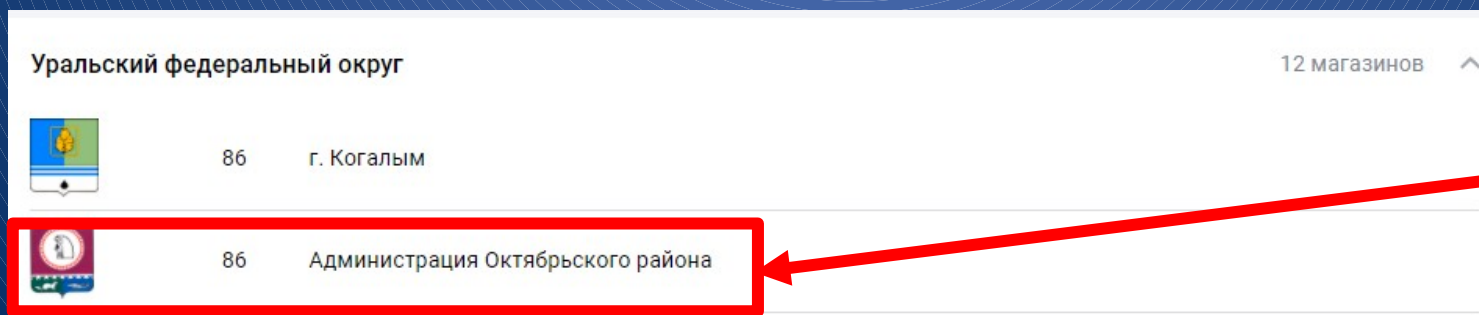 Уральский федеральный округ 12 магазинов
86 г. Когалым
86 Администрация Октябрьского района